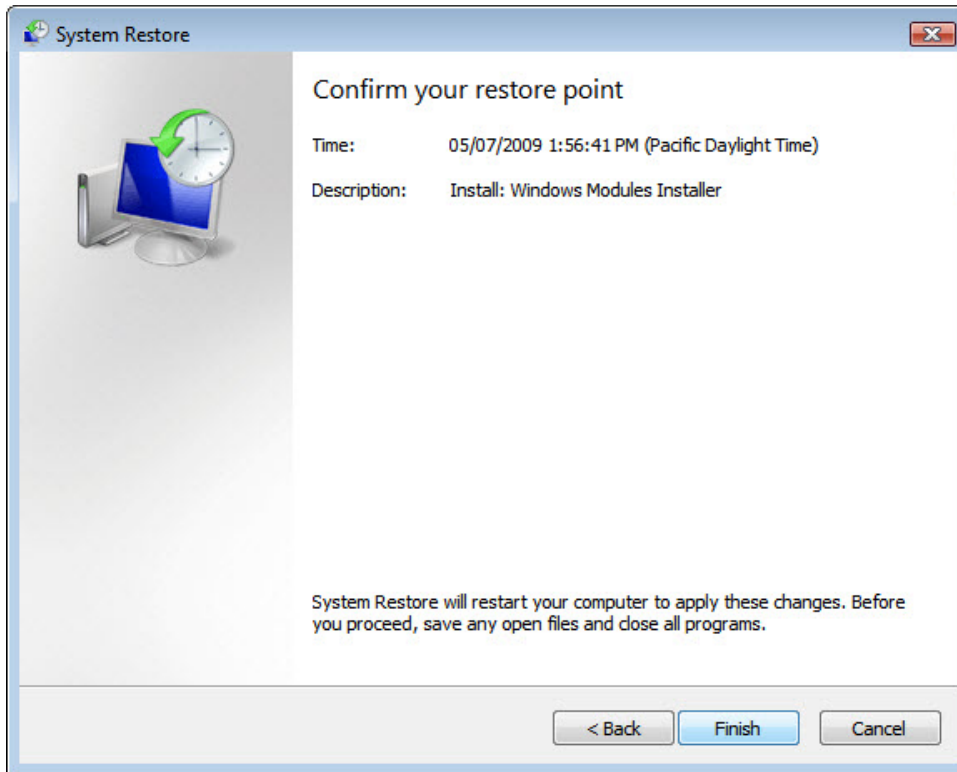 System Restore
Confirm your restore point
Time: 05/07/2009 1:56:41 PM (Pacific Daylight Time)
Description: Install: Windows Modules Installer
System Restore will restart your computer to apply these changes. Before
you proceed, save any open files and close all programs.
< Back Finish Cancel